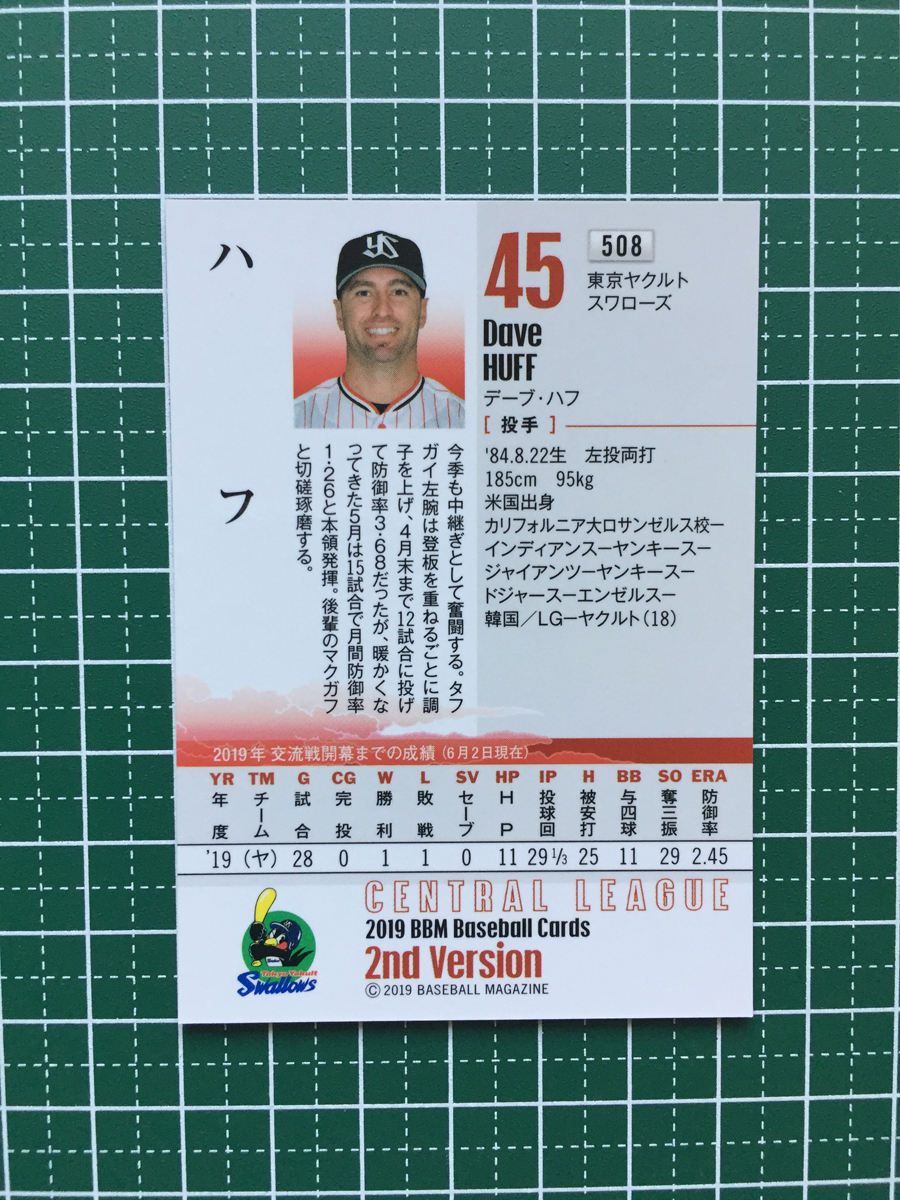 ハフ
45
508
東京ヤクルト
スワローズ
Dave
HUFF
デーブ・ハフ
[ 投手 ]
'84.8.22生 左投両打
185cm 95kg
米国出身
カリフォルニア大ロサンゼルス校ー
インディアンスーヤンキースー
ジャイアンツーヤンキースー
ドジャースーエンゼルスー
韓国／LGーヤクルト(18)
今季も中継ぎとして奮闘する。タフ
ガイ左腕は登板を重ねるごとに調
子を上げ、4月末まで12試合に投げ
て防御率3・68だったが、暖かくな
ってきた5月は15試合で月間防御率
1・26と本領発揮。後輩のマクガフ
と切磋琢磨する。
2019年 交流戦開幕までの成績 (6月2日現在)
YR TM G CG W L SV HP IP H BB SO ERA
年度 チーム 試合 完投 勝利 敗戦 セーブ HP 投球回 被安打 与四球 奪三振 防御率
'19 (ヤ) 28 0 1 1 0 11 29 1/3 25 11 29 2.45
CENTRAL LEAGUE
2019 BBM Baseball Cards
2nd Version
© 2019 BASEBALL MAGAZINE
Tokyo Yakult
Swallows